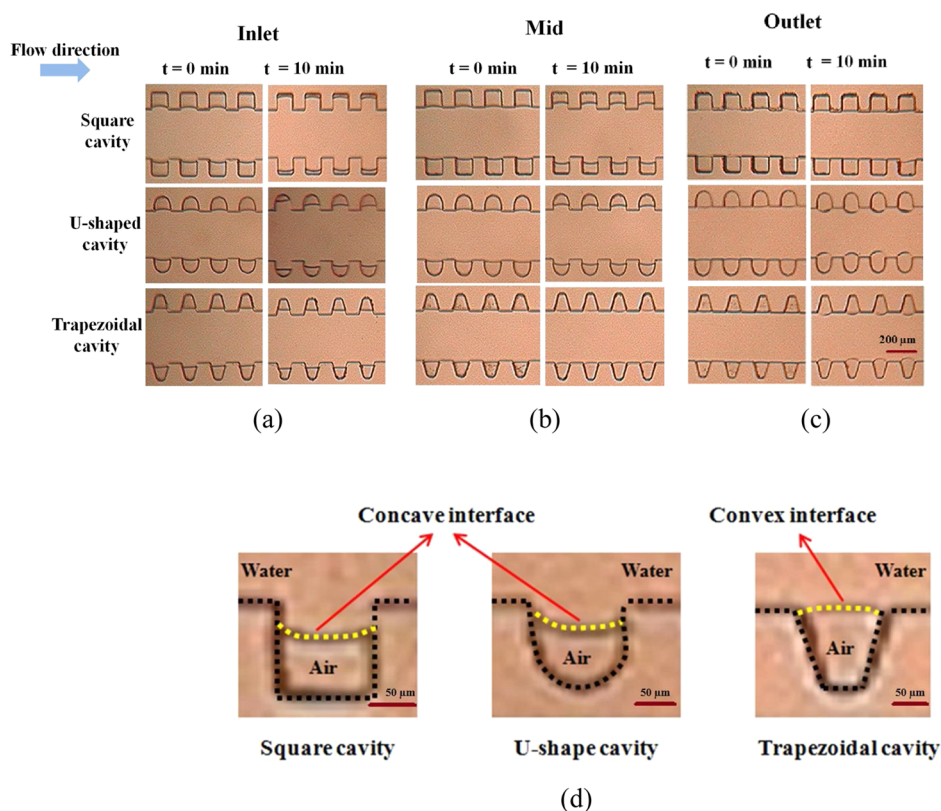 Inlet
Mid
Outlet
Flow direction
t = 0 min
t = 10 min
t = 0 min
t = 10 min
t = 0 min
t = 10 min
Square
cavity
U-shaped
cavity
Trapezoidal
cavity
200 µm
(a)
(b)
(c)
Concave interface
Convex interface
Water
Water
Water
Air
Air
Air
50 µm
50 µm
50 µm
Square cavity
U-shape cavity
Trapezoidal cavity
(d)